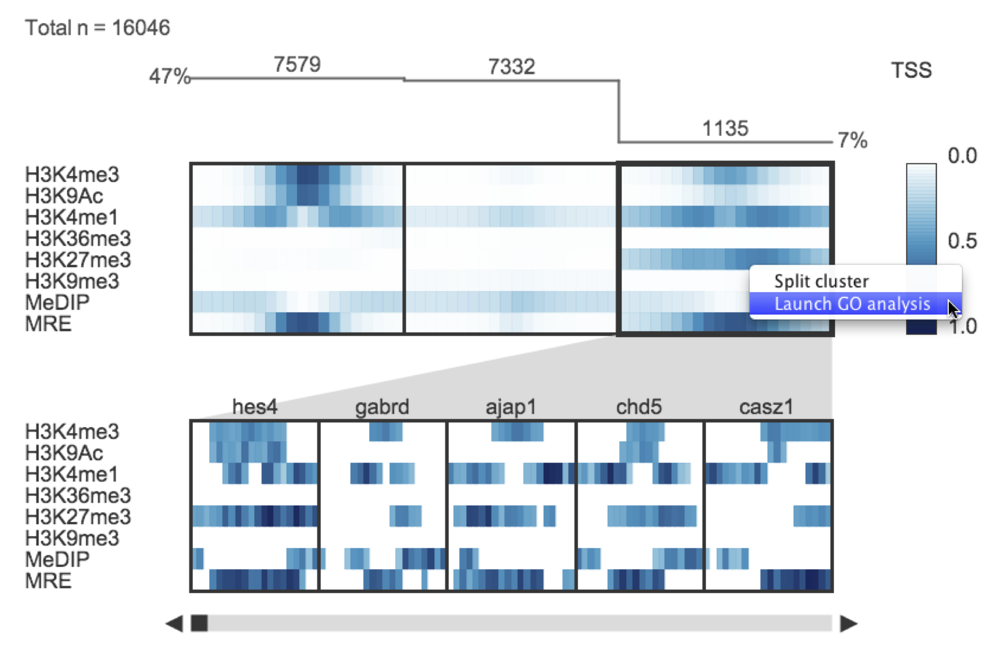 Total n = 16046
7579
7332
TSS
47%
1135
7%
0.0
H3K4me3
H3K9Ac
H3K4me1
0.5
H3K36me3
H3K27me3
H3K9me3
Split cluster
MeDIP
Launch GO analysis
MRE
1.0
hes4 gabrd ajap1 chd5 casz1
H3K4me3
H3K9Ac
H3K4me1
H3K36me3
H3K27me3
H3K9me3
MeDIP
MRE